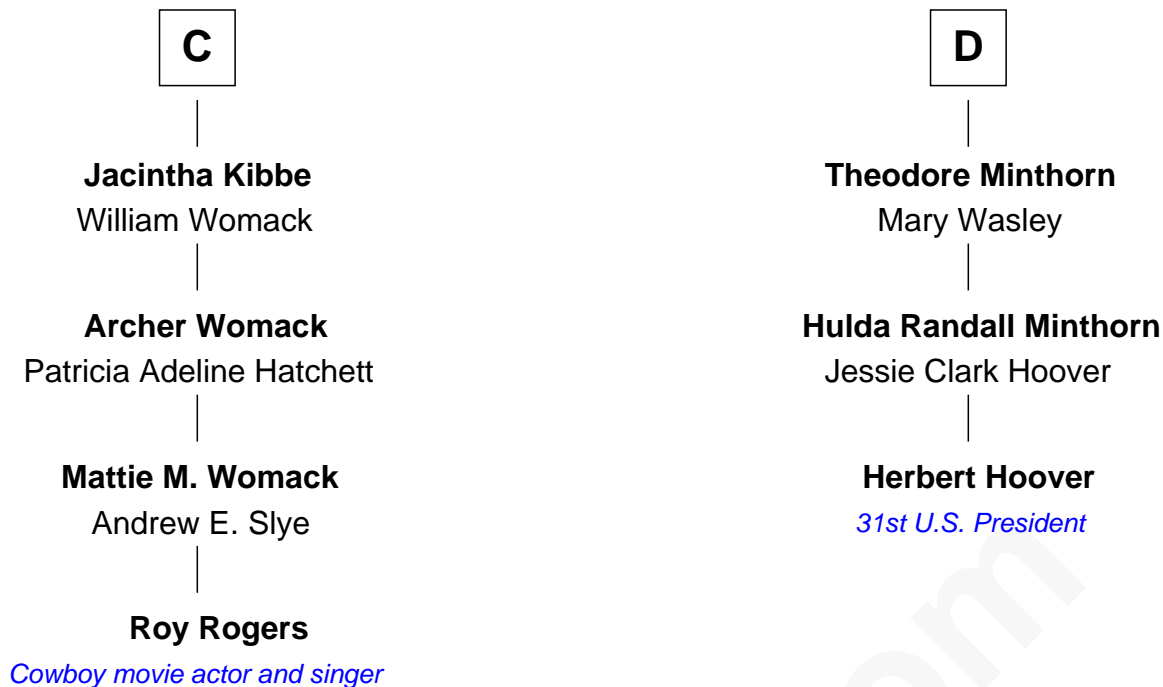 C
Jacintha Kibbe
William Womack
Archer Womack
Patricia Adeline Hatchett
Mattie M. Womack
Andrew E. Slye
Roy Rogers
Cowboy movie actor and singer
D
Theodore Minthorn
Mary Wasley
Hulda Randall Minthorn
Jessie Clark Hoover
Herbert Hoover
31st U.S. President
om